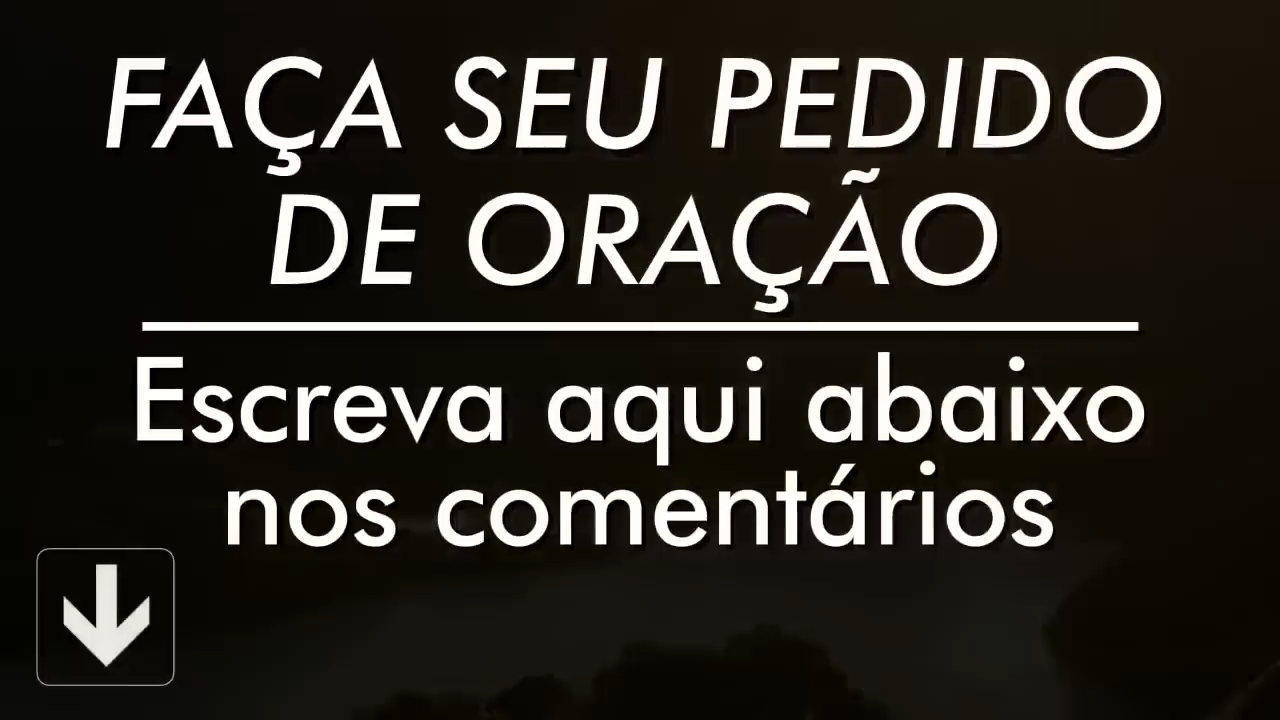 FAÇA SEU PEDIDO
DE ORAÇÃO
Escreva aqui abaixo
nos comentários